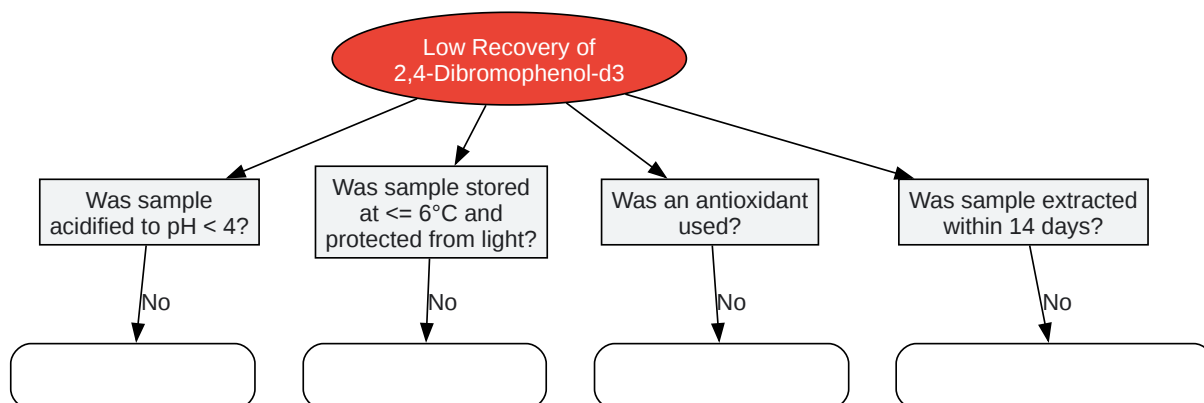 Low Recovery of
2,4-Dibromophenol-d3
Was sample
acidified to pH < 4?
Was sample stored
at <= 6°C and
protected from light?
Was an antioxidant
used?
Was sample extracted
within 14 days?
No
No
No
No